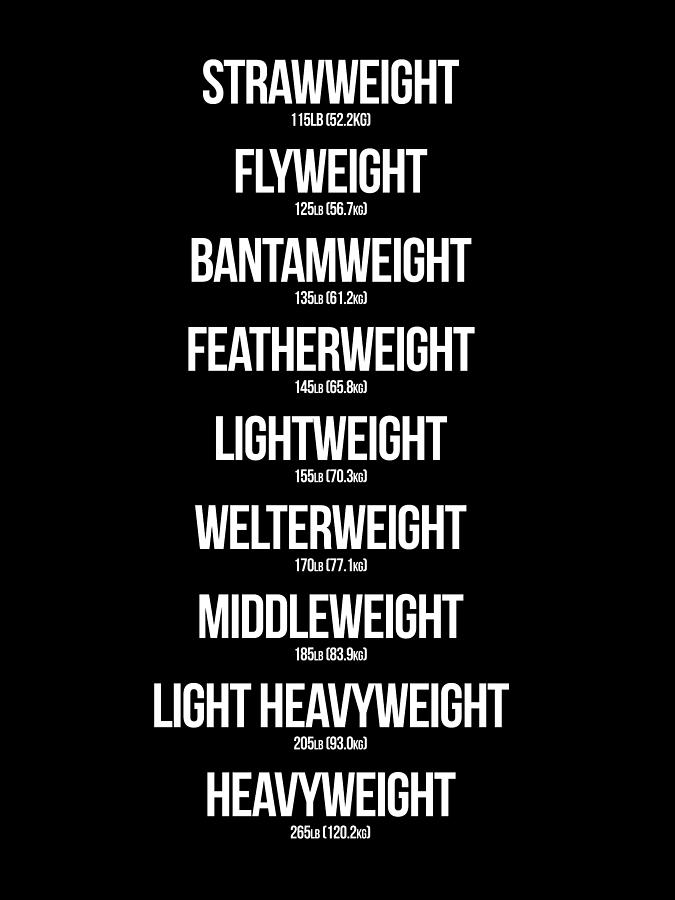 STRAWWEIGHT
115LB (52.2KG)
FLYWEIGHT
125LB (56.7KG)
BANTAMWEIGHT
135LB (61.2KG)
FEATHERWEIGHT
145LB (65.8KG)
LIGHTWEIGHT
155LB (70.3KG)
WELTERWEIGHT
170LB (77.1KG)
MIDDLEWEIGHT
185LB (83.9KG)
LIGHT HEAVYWEIGHT
205LB (93.0KG)
HEAVYWEIGHT
265LB (120.2KG)